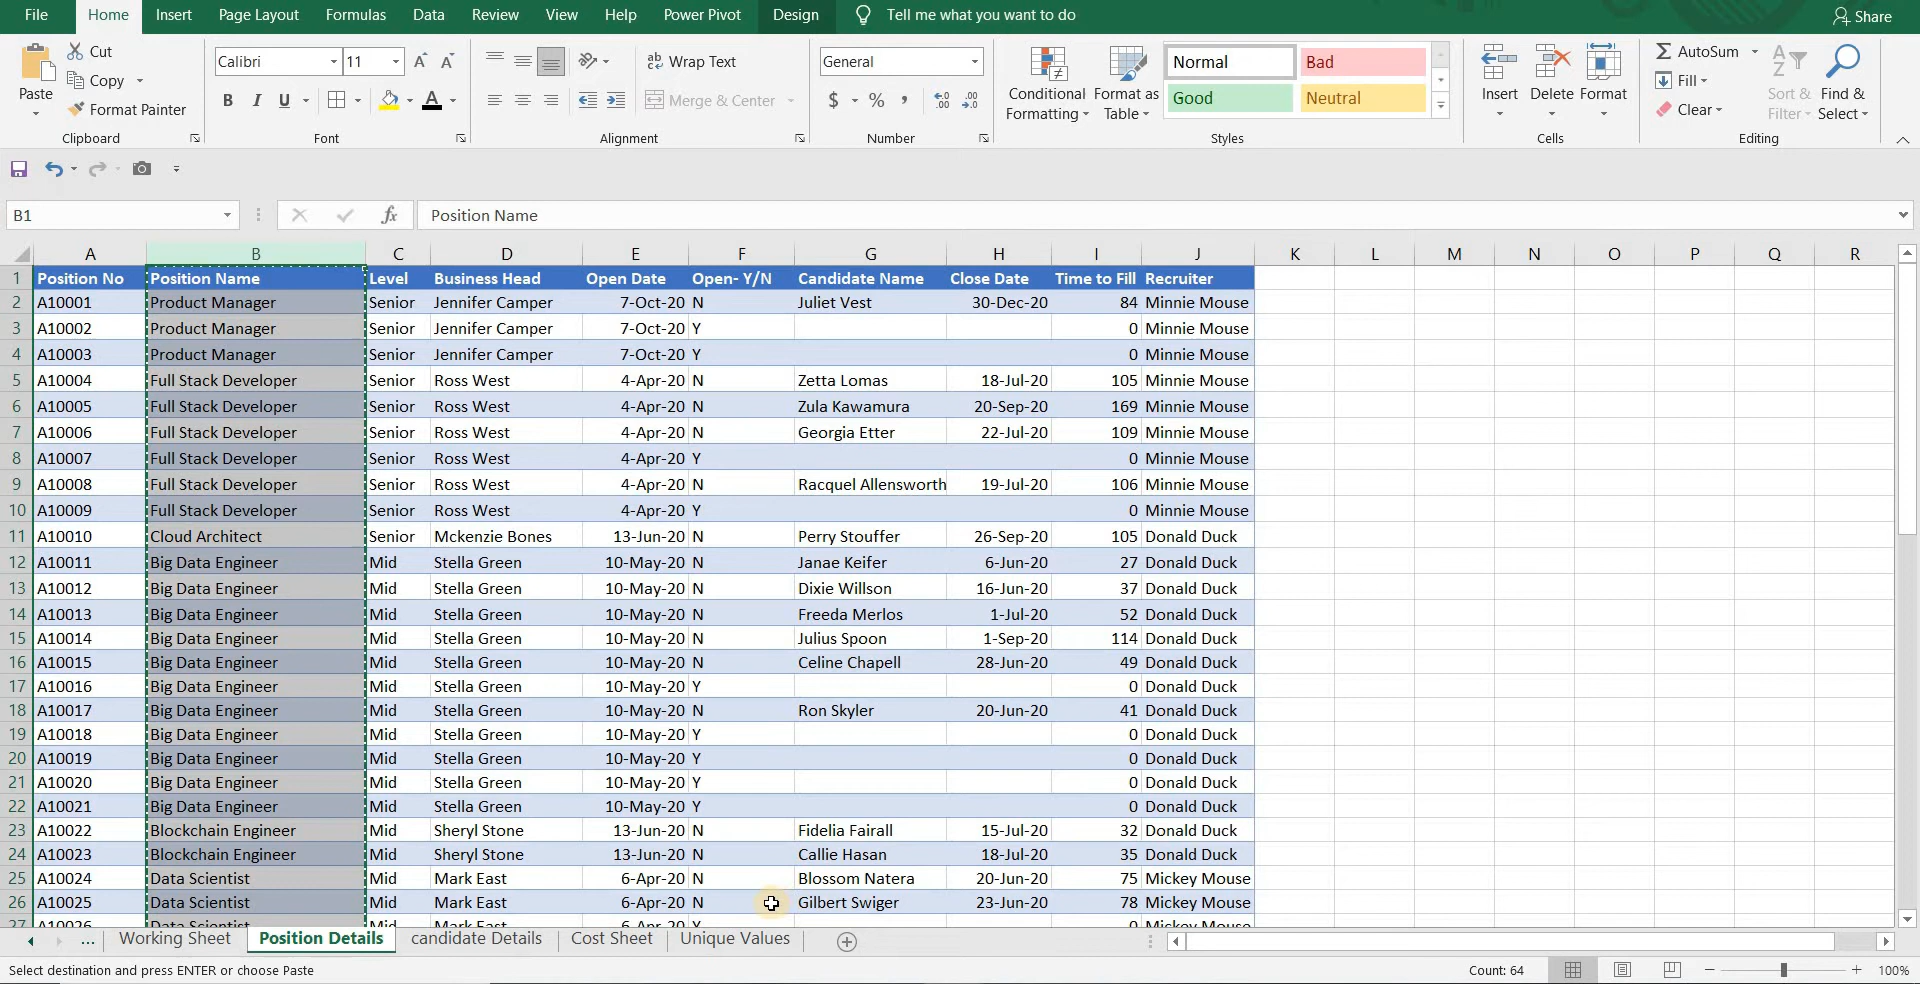 File Home Insert Page Layout Formulas Data Review View Help Power Pivot Design Tell me what you want to do Share
Paste Cut Copy Format Painter Clipboard
Calibri 11 A A B I U A Font
ab Wrap Text Merge & Center Alignment
General $ % , Number
Conditional Formatting Format as Table Normal Bad Good Neutral Styles
Insert Delete Format Cells
AutoSum Fill Clear Sort & Filter Find & Select Editing
B1 fx Position Name
A B C D E F G H I J K L M N O P Q R
1 Position No Position Name Level Business Head Open Date Open- Y/N Candidate Name Close Date Time to Fill Recruiter
2 A10001 Product Manager Senior Jennifer Camper 7-Oct-20 N Juliet Vest 30-Dec-20 84 Minnie Mouse
3 A10002 Product Manager Senior Jennifer Camper 7-Oct-20 Y 0 Minnie Mouse
4 A10003 Product Manager Senior Jennifer Camper 7-Oct-20 Y 0 Minnie Mouse
5 A10004 Full Stack Developer Senior Ross West 4-Apr-20 N Zetta Lomas 18-Jul-20 105 Minnie Mouse
6 A10005 Full Stack Developer Senior Ross West 4-Apr-20 N Zula Kawamura 20-Sep-20 169 Minnie Mouse
7 A10006 Full Stack Developer Senior Ross West 4-Apr-20 N Georgia Etter 22-Jul-20 109 Minnie Mouse
8 A10007 Full Stack Developer Senior Ross West 4-Apr-20 Y 0 Minnie Mouse
9 A10008 Full Stack Developer Senior Ross West 4-Apr-20 N Racquel Allensworth 19-Jul-20 106 Minnie Mouse
10 A10009 Full Stack Developer Senior Ross West 4-Apr-20 Y 0 Minnie Mouse
11 A10010 Cloud Architect Senior Mckenzie Bones 13-Jun-20 N Perry Stouffer 26-Sep-20 105 Donald Duck
12 A10011 Big Data Engineer Mid Stella Green 10-May-20 N Janae Keifer 6-Jun-20 27 Donald Duck
13 A10012 Big Data Engineer Mid Stella Green 10-May-20 N Dixie Willson 16-Jun-20 37 Donald Duck
14 A10013 Big Data Engineer Mid Stella Green 10-May-20 N Freeda Merlos 1-Jul-20 52 Donald Duck
15 A10014 Big Data Engineer Mid Stella Green 10-May-20 N Julius Spoon 1-Sep-20 114 Donald Duck
16 A10015 Big Data Engineer Mid Stella Green 10-May-20 N Celine Chapell 28-Jun-20 49 Donald Duck
17 A10016 Big Data Engineer Mid Stella Green 10-May-20 Y 0 Donald Duck
18 A10017 Big Data Engineer Mid Stella Green 10-May-20 N Ron Skyler 20-Jun-20 41 Donald Duck
19 A10018 Big Data Engineer Mid Stella Green 10-May-20 Y 0 Donald Duck
20 A10019 Big Data Engineer Mid Stella Green 10-May-20 Y 0 Donald Duck
21 A10020 Big Data Engineer Mid Stella Green 10-May-20 Y 0 Donald Duck
22 A10021 Big Data Engineer Mid Stella Green 10-May-20 Y 0 Donald Duck
23 A10022 Blockchain Engineer Mid Sheryl Stone 13-Jun-20 N Fidelia Fairall 15-Jul-20 32 Donald Duck
24 A10023 Blockchain Engineer Mid Sheryl Stone 13-Jun-20 N Callie Hasan 18-Jul-20 35 Donald Duck
25 A10024 Data Scientist Mid Mark East 6-Apr-20 N Blossom Natera 20-Jun-20 75 Mickey Mouse
26 A10025 Data Scientist Mid Mark East 6-Apr-20 N Gilbert Swiger 23-Jun-20 78 Mickey Mouse
27 A10026 Data Scientist Mid Mark East 6-Apr-20 Y 0 Mickey Mouse
... Working Sheet Position Details candidate Details Cost Sheet Unique Values
Select destination and press ENTER or choose Paste Count: 64 100%